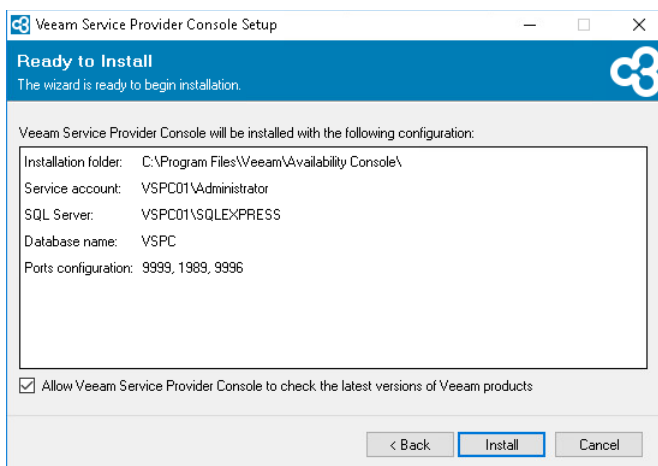 Veeam Service Provider Console Setup
Ready to Install
The wizard is ready to begin installation.
Veeam Service Provider Console will be installed with the following configuration:
Installation folder: C:\Program Files\Veeam\Availability Console\
Service account: VSPC01\Administrator
SQL Server: VSPC01\SQLEXPRESS
Database name: VSPC
Ports configuration: 9999, 1989, 9996
Allow Veeam Service Provider Console to check the latest versions of Veeam products
< Back Install Cancel